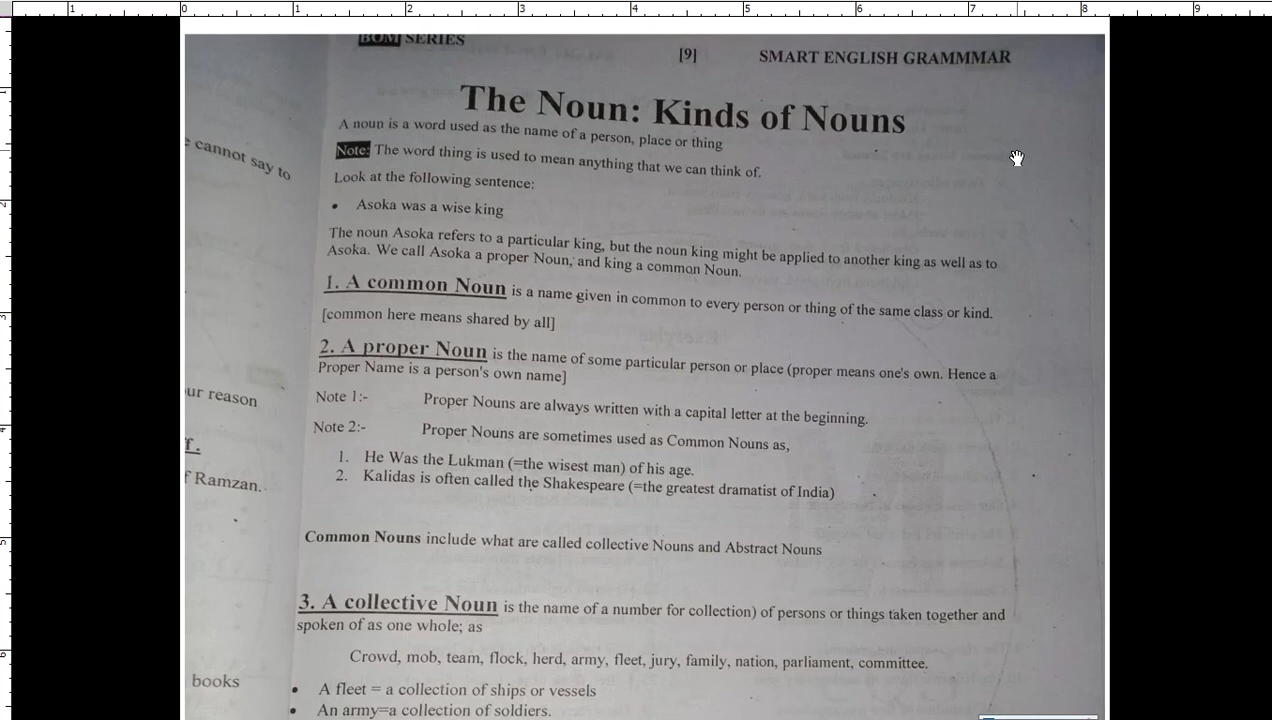 BOM SERIES
[9]
SMART ENGLISH GRAMMMAR
The Noun: Kinds of Nouns
A noun is a word used as the name of a person, place or thing
Note: The word thing is used to mean anything that we can think of.
Look at the following sentence:
• Asoka was a wise king
The noun Asoka refers to a particular king, but the noun king might be applied to another king as well as to
Asoka. We call Asoka a proper Noun, and king a common Noun.
1. A common Noun is a name given in common to every person or thing of the same class or kind.
[common here means shared by all]
2. A proper Noun is the name of some particular person or place (proper means one's own. Hence a
Proper Name is a person's own name]
Note 1:- Proper Nouns are always written with a capital letter at the beginning.
Note 2:- Proper Nouns are sometimes used as Common Nouns as,
1. He Was the Lukman (=the wisest man) of his age.
2. Kalidas is often called the Shakespeare (=the greatest dramatist of India)
Common Nouns include what are called collective Nouns and Abstract Nouns
3. A collective Noun is the name of a number for collection) of persons or things taken together and
spoken of as one whole; as
Crowd, mob, team, flock, herd, army, fleet, jury, family, nation, parliament, committee.
• A fleet = a collection of ships or vessels
• An army=a collection of soldiers.
cannot say to
ur reason
f.
f Ramzan.
books
1 0 1 2 3 4 5 6 7 8 9